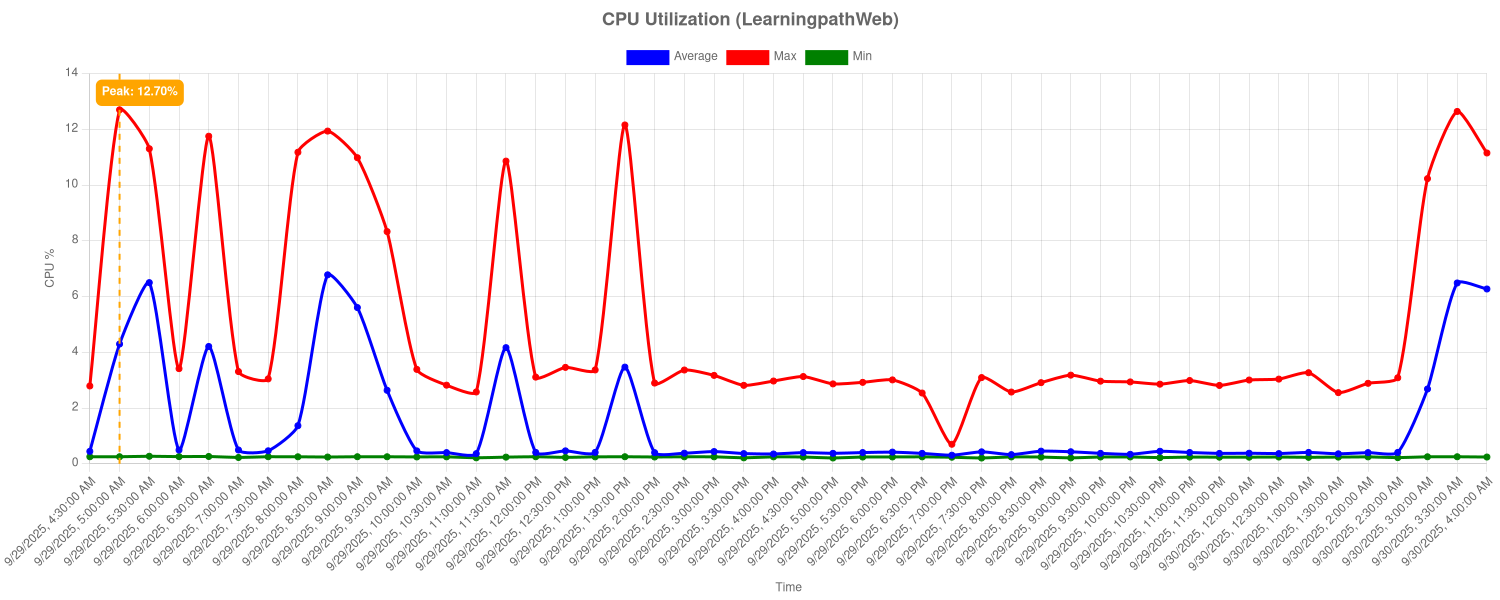 CPU Utilization (LearningpathWeb)
Average Max Min
Peak: 12.70%
14
12
10
8
6
4
2
0
CPU %
9/29/2025, 4:30:00 AM
9/29/2025, 5:00:00 AM
9/29/2025, 5:30:00 AM
9/29/2025, 6:00:00 AM
9/29/2025, 6:30:00 AM
9/29/2025, 7:00:00 AM
9/29/2025, 7:30:00 AM
9/29/2025, 8:00:00 AM
9/29/2025, 8:30:00 AM
9/29/2025, 9:00:00 AM
9/29/2025, 9:30:00 AM
9/29/2025, 10:00:00 AM
9/29/2025, 10:30:00 AM
9/29/2025, 11:00:00 AM
9/29/2025, 11:30:00 AM
9/29/2025, 12:00:00 PM
9/29/2025, 12:30:00 PM
9/29/2025, 1:00:00 PM
9/29/2025, 1:30:00 PM
9/29/2025, 2:00:00 PM
9/29/2025, 2:30:00 PM
9/29/2025, 3:00:00 PM
9/29/2025, 3:30:00 PM
9/29/2025, 4:00:00 PM
9/29/2025, 4:30:00 PM
9/29/2025, 5:00:00 PM
9/29/2025, 5:30:00 PM
9/29/2025, 6:00:00 PM
9/29/2025, 6:30:00 PM
9/29/2025, 7:00:00 PM
9/29/2025, 7:30:00 PM
9/29/2025, 8:00:00 PM
9/29/2025, 8:30:00 PM
9/29/2025, 9:00:00 PM
9/29/2025, 9:30:00 PM
9/29/2025, 10:00:00 PM
9/29/2025, 10:30:00 PM
9/29/2025, 11:00:00 PM
9/29/2025, 11:30:00 PM
9/30/2025, 12:00:00 AM
9/30/2025, 12:30:00 AM
9/30/2025, 1:00:00 AM
9/30/2025, 1:30:00 AM
9/30/2025, 2:00:00 AM
9/30/2025, 2:30:00 AM
9/30/2025, 3:00:00 AM
9/30/2025, 3:30:00 AM
9/30/2025, 4:00:00 AM
Time